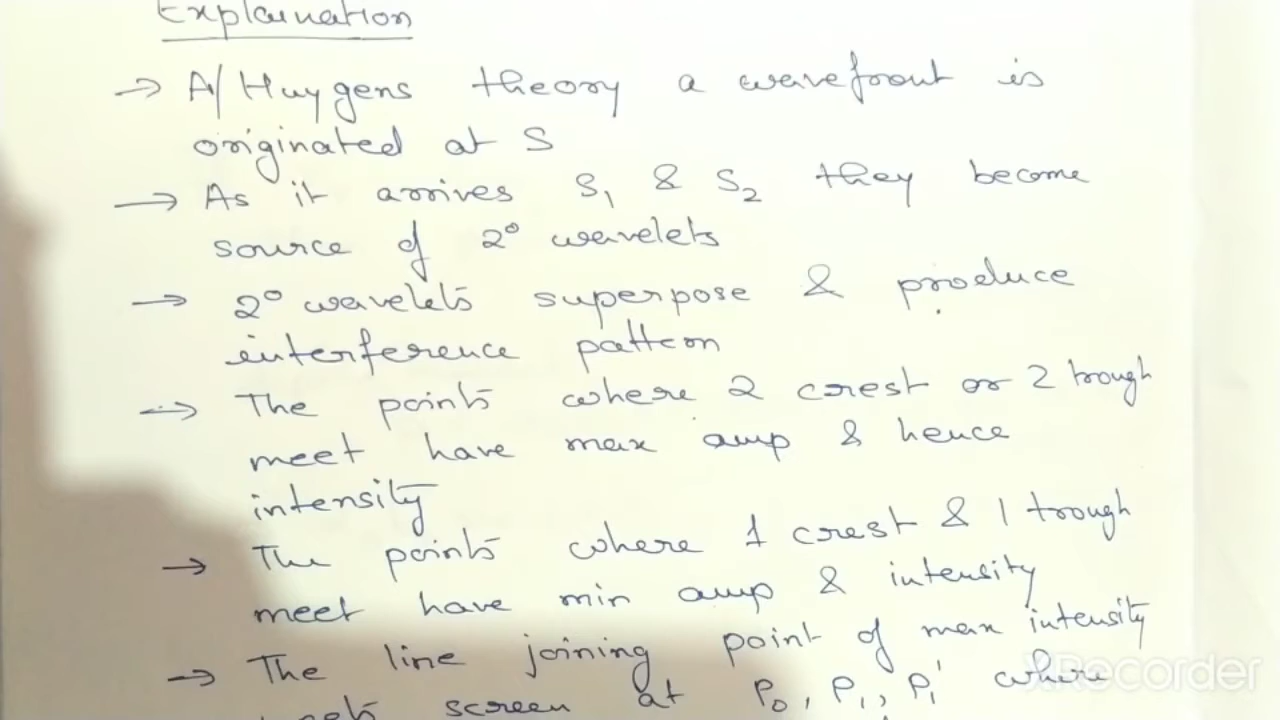 Explaination
→ A/ Huygens theory a wavefront is
originated at S
→ As it arrives S₁ & S₂ they become
source of 2° wavelets
→ 2° wavelets superpose & produce
interference pattern
→ The points where 2 crest or 2 trough
meet have max amp & hence
intensity
→ The points where 1 crest & 1 trough
meet have min amp & intensity
→ The line joining point of max intensity
screen at P₀, P₁, P₁' where
XRecorder